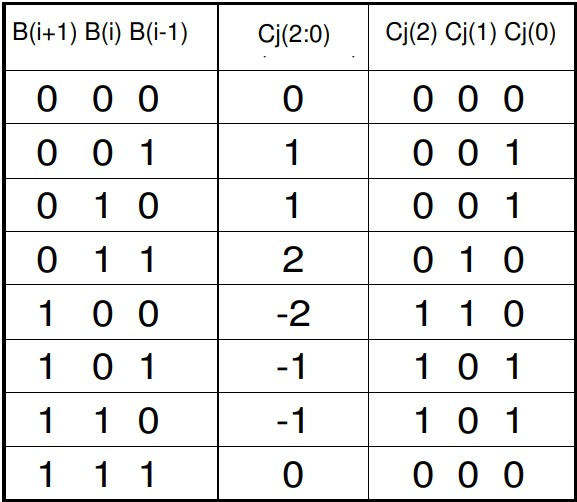 B(i+1) B(i) B(i-1) Cj(2:0) Cj(2) Cj(1) Cj(0)
0 0 0 0 0 0 0
0 0 1 1 0 0 1
0 1 0 1 0 0 1
0 1 1 2 0 1 0
1 0 0 -2 1 1 0
1 0 1 -1 1 0 1
1 1 0 -1 1 0 1
1 1 1 0 0 0 0